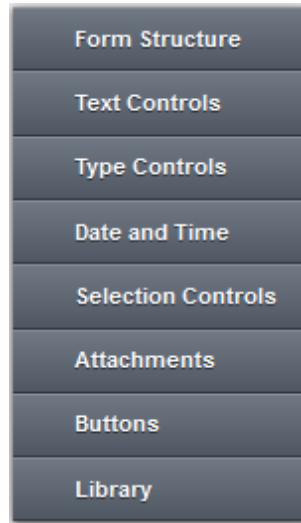 Form Structure
Text Controls
Type Controls
Date and Time
Selection Controls
Attachments
Buttons
Library